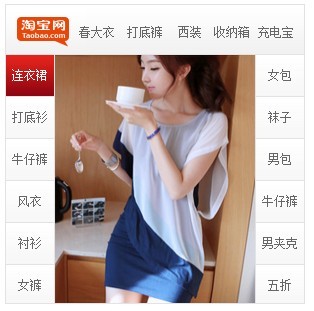 淘宝网
Taobao.com
春大衣 打底裤 西装 收纳箱 充电宝
连衣裙
打底衫
牛仔裤
风衣
衬衫
女裤
女包
袜子
男包
牛仔裤
男夹克
五折